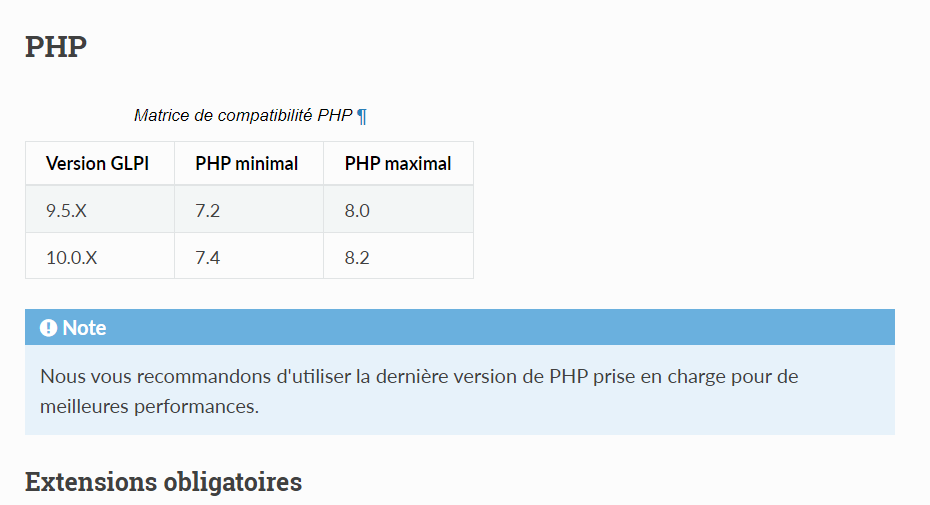 PHP
Matrice de compatibilité PHP ¶
Version GLPI PHP minimal PHP maximal
9.5.X 7.2 8.0
10.0.X 7.4 8.2
Note
Nous vous recommandons d'utiliser la dernière version de PHP prise en charge pour de
meilleures performances.
Extensions obligatoires